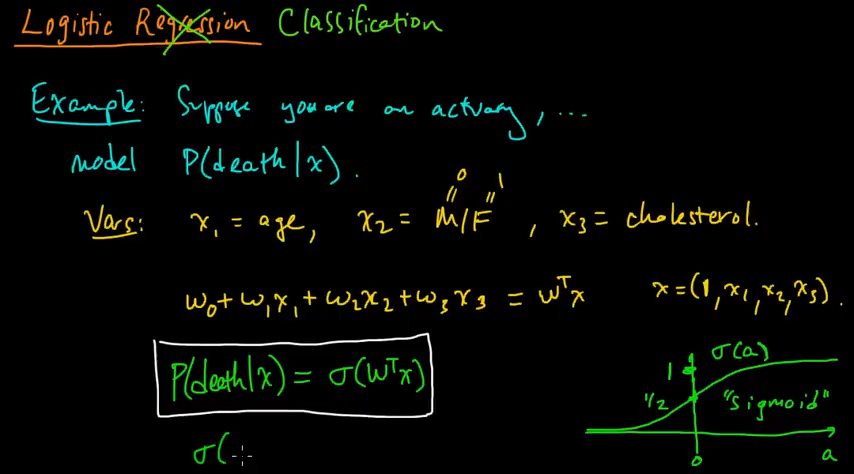 Logistic Regression Classification
Example: Suppose you are an actuary, ...
model P(death|x).
0 1
Vars: x₁ = age, x₂ = M/F, x₃ = cholesterol.
w₀ + w₁x₁ + w₂x₂ + w₃x₃ = wᵀx x = (1, x₁, x₂, x₃).
P(death|x) = σ(wᵀx)
σ(a)
1
1/2 "sigmoid"
0 a
σ(